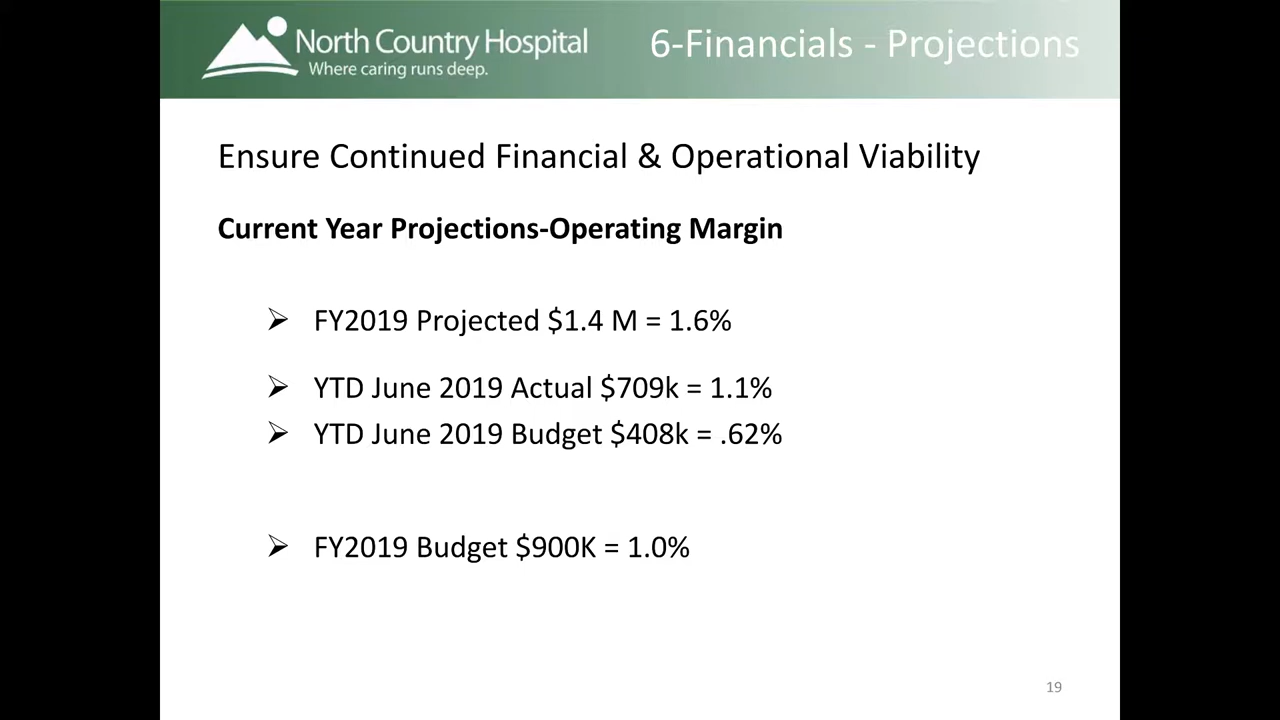 North Country Hospital
Where caring runs deep.
6-Financials - Projections
Ensure Continued Financial & Operational Viability
Current Year Projections-Operating Margin
➢ FY2019 Projected $1.4 M = 1.6%
➢ YTD June 2019 Actual $709k = 1.1%
➢ YTD June 2019 Budget $408k = .62%
➢ FY2019 Budget $900K = 1.0%
19